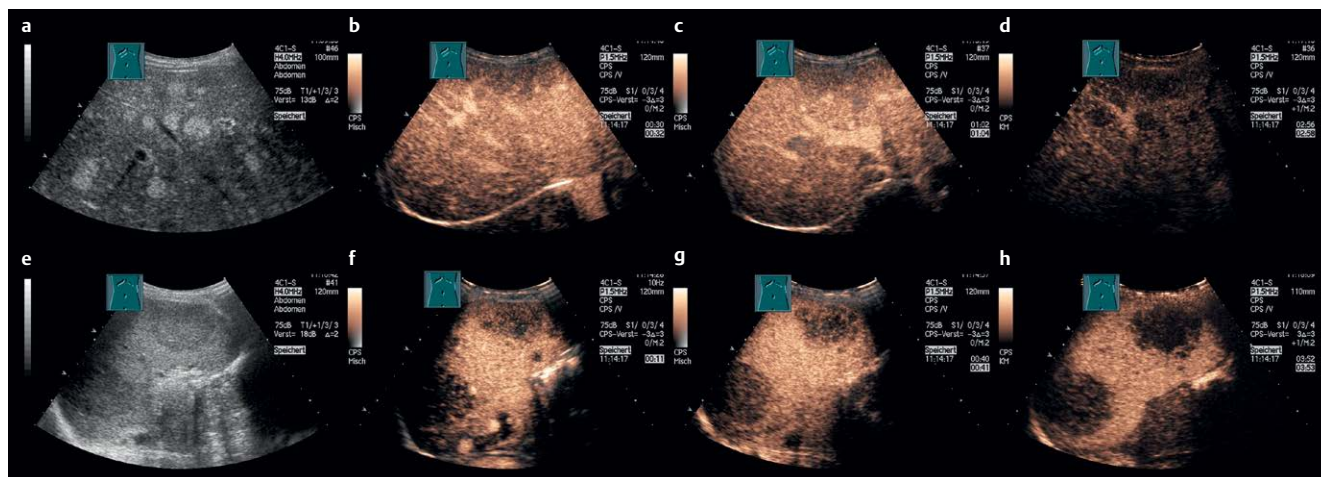 a
4C1-S #46
H4.0MHz 100mm
Abdomen
Abdomen
75dB T1/+1/3/ 3
Verst= 13dB Δ=2
Speichert
b
4C1-S
P1.5MHz 120mm
CPS
CPS /V
75dB S1/ 0/3/ 4
CPS-Verst= -3Δ=3
0/M:2
Speichert
11:14:17 00:30
00:32
CPS
Misch
c
4C1-S #37
P1.5MHz 120mm
CPS
CPS /V
75dB S1/ 0/3/ 4
CPS-Verst= -3Δ=3
0/M:2
Speichert
11:14:17 01:02
01:04
CPS
Misch
d
4C1-S #36
P1.5MHz 120mm
CPS
CPS /V
75dB S1/ 0/3/ 4
CPS-Verst= -3Δ=3
+1/M:2
Speichert
11:14:17 02:56
02:58
CPS
KM
e
4C1-S #41
H4.0MHz 120mm
Abdomen
Abdomen
75dB T1/+1/3/ 3
Verst= 18dB Δ=2
Speichert
f
4C1-S 10Hz
P1.5MHz 120mm
CPS
CPS /V
75dB S1/ 0/3/ 4
CPS-Verst= -3Δ=3
0/M:2
Speichert
11:14:17 00:11
CPS
Misch
g
4C1-S
P1.5MHz 120mm
CPS
CPS /V
75dB S1/ 0/3/ 4
CPS-Verst= -3Δ=3
0/M:2
Speichert
11:14:17 00:40
00:41
CPS
Misch
h
4C1-S
P1.5MHz 110mm
CPS
CPS /V
75dB S1/ 0/3/ 4
CPS-Verst= 3Δ=3
+1/M:2
Speichert
11:14:17 03:52
03:53
CPS
KM